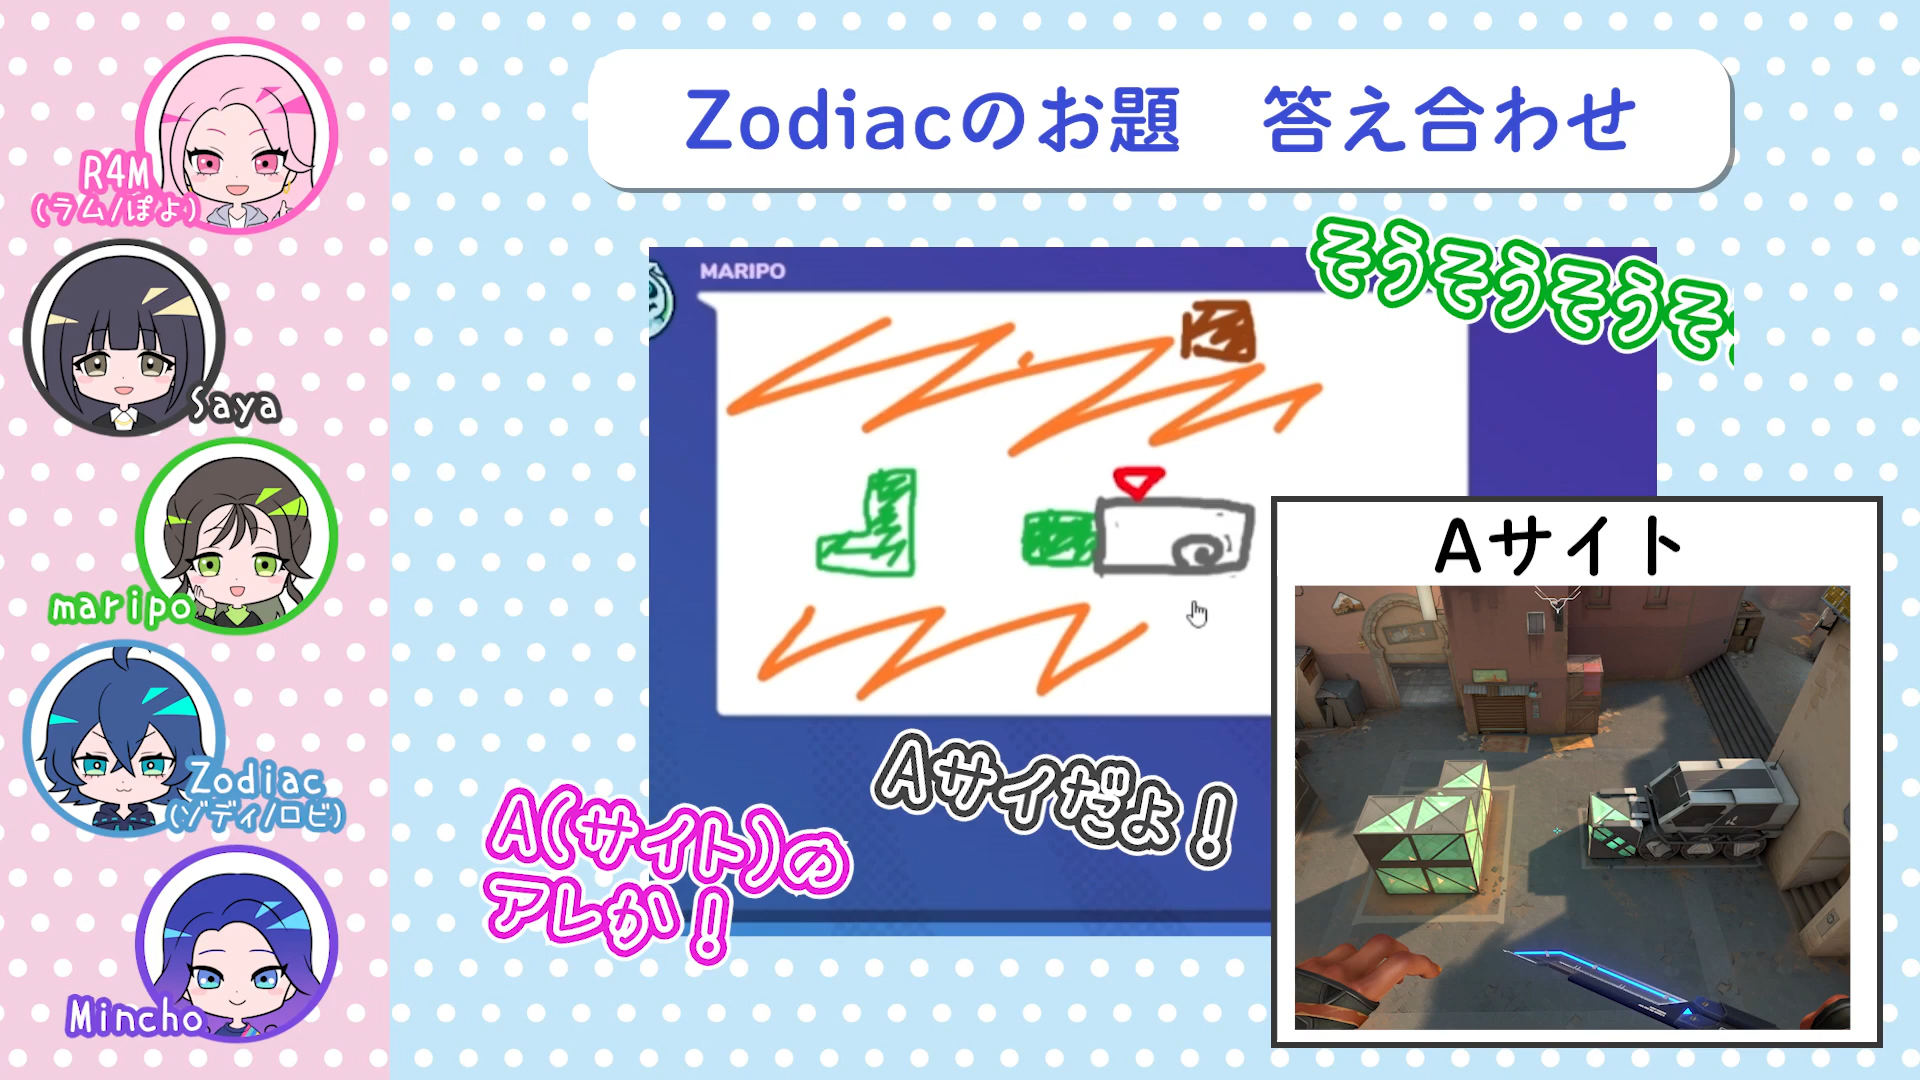 Zodiacのお題　答え合わせ
R4M
(ラム/ぽよ)
Saya
maripo
Zodiac
(ゾディ/ロビ)
Mincho
MARIPO
そうそうそうそ
Aサイト
Aサイだよ!
A(サイト)の
アレか!